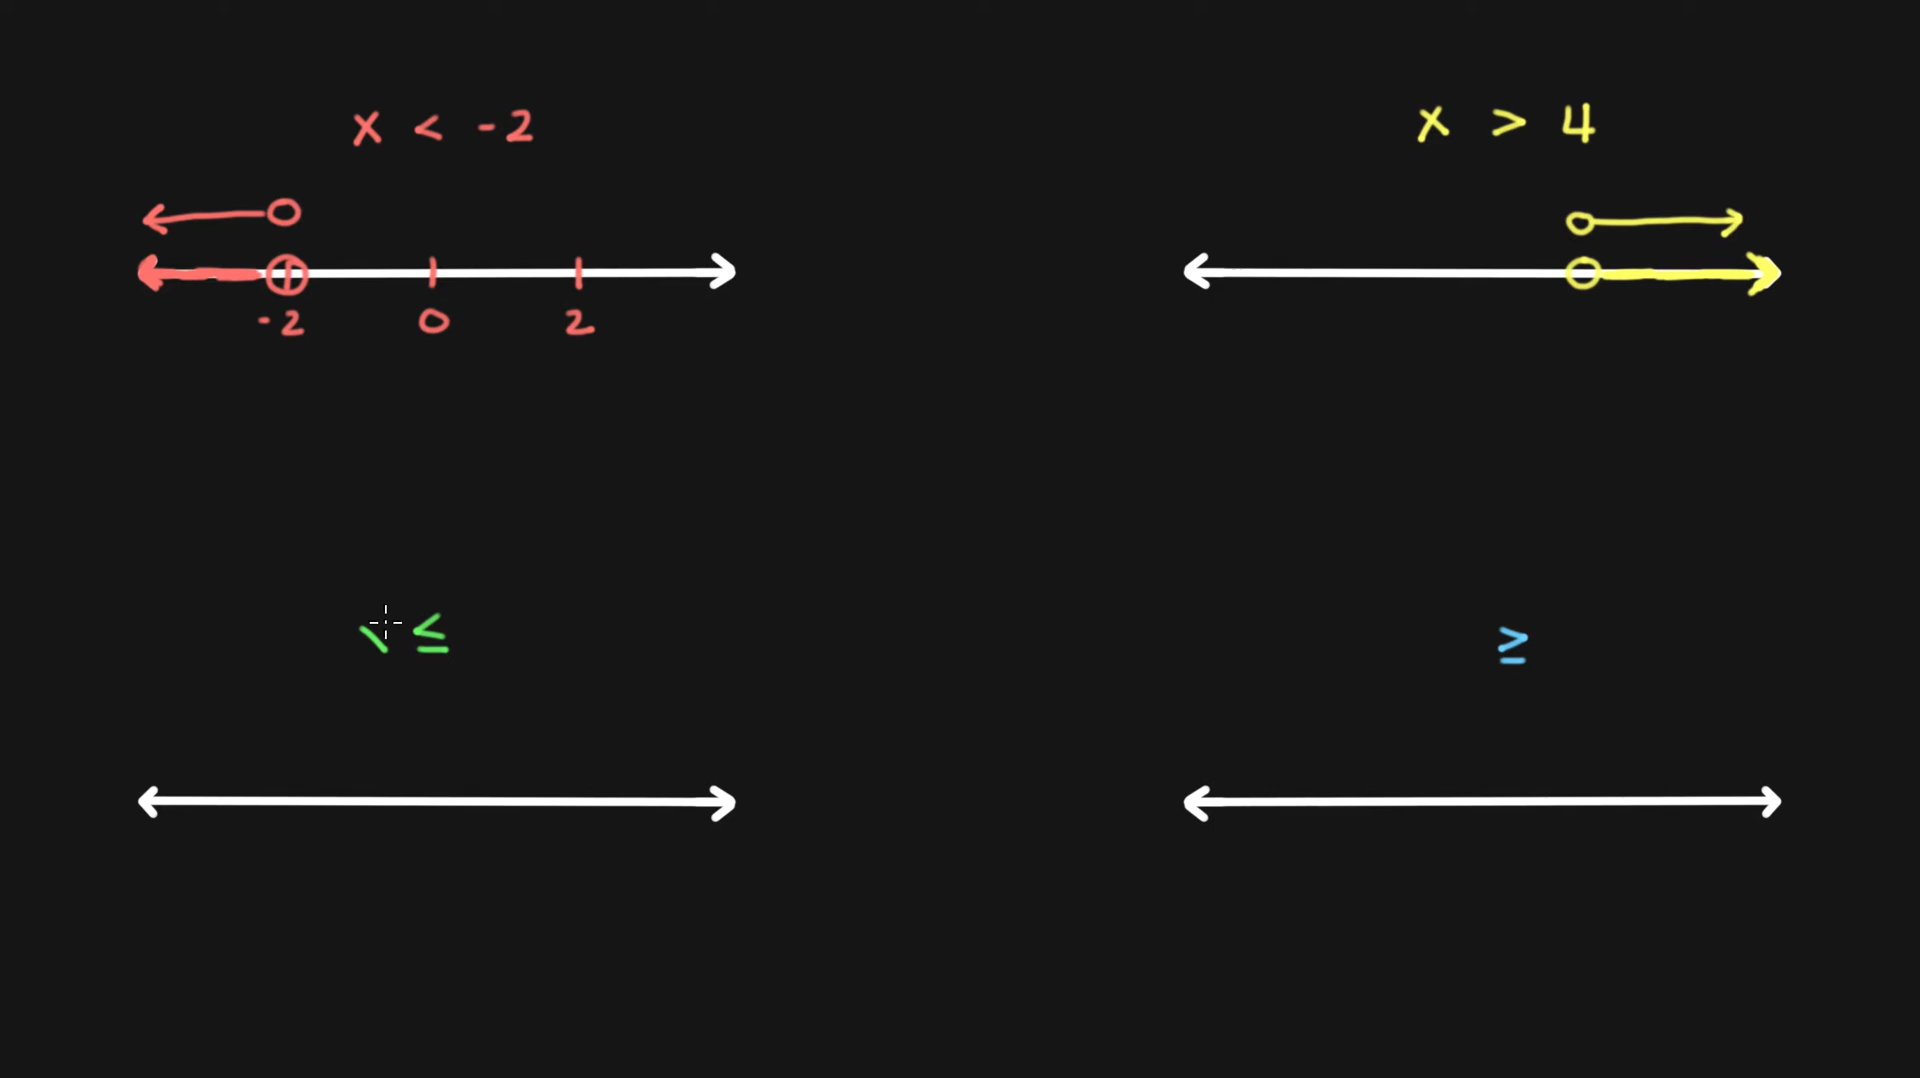 x < -2
x > 4
-2 0 2
≤
≥